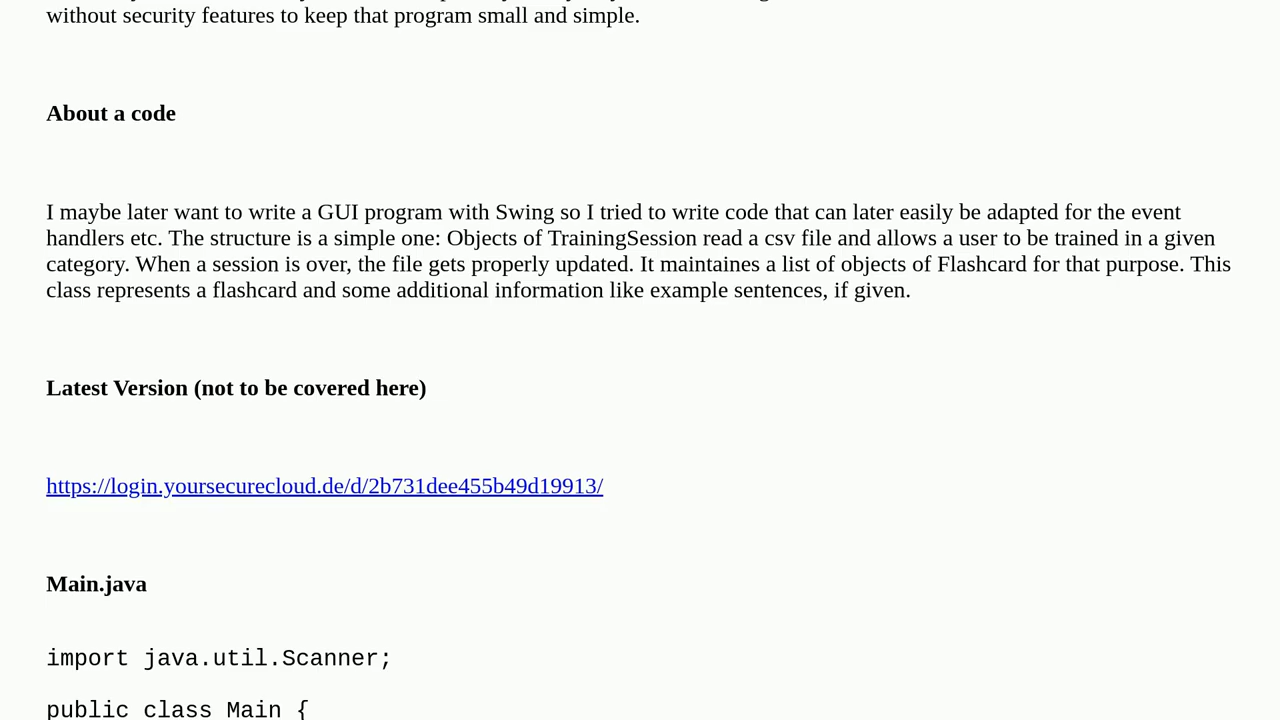 without security features to keep that program small and simple.
About a code
I maybe later want to write a GUI program with Swing so I tried to write code that can later easily be adapted for the event
handlers etc. The structure is a simple one: Objects of TrainingSession read a csv file and allows a user to be trained in a given
category. When a session is over, the file gets properly updated. It maintaines a list of objects of Flashcard for that purpose. This
class represents a flashcard and some additional information like example sentences, if given.
Latest Version (not to be covered here)
https://login.yoursecurecloud.de/d/2b731dee455b49d19913/
Main.java
import java.util.Scanner;
public class Main {